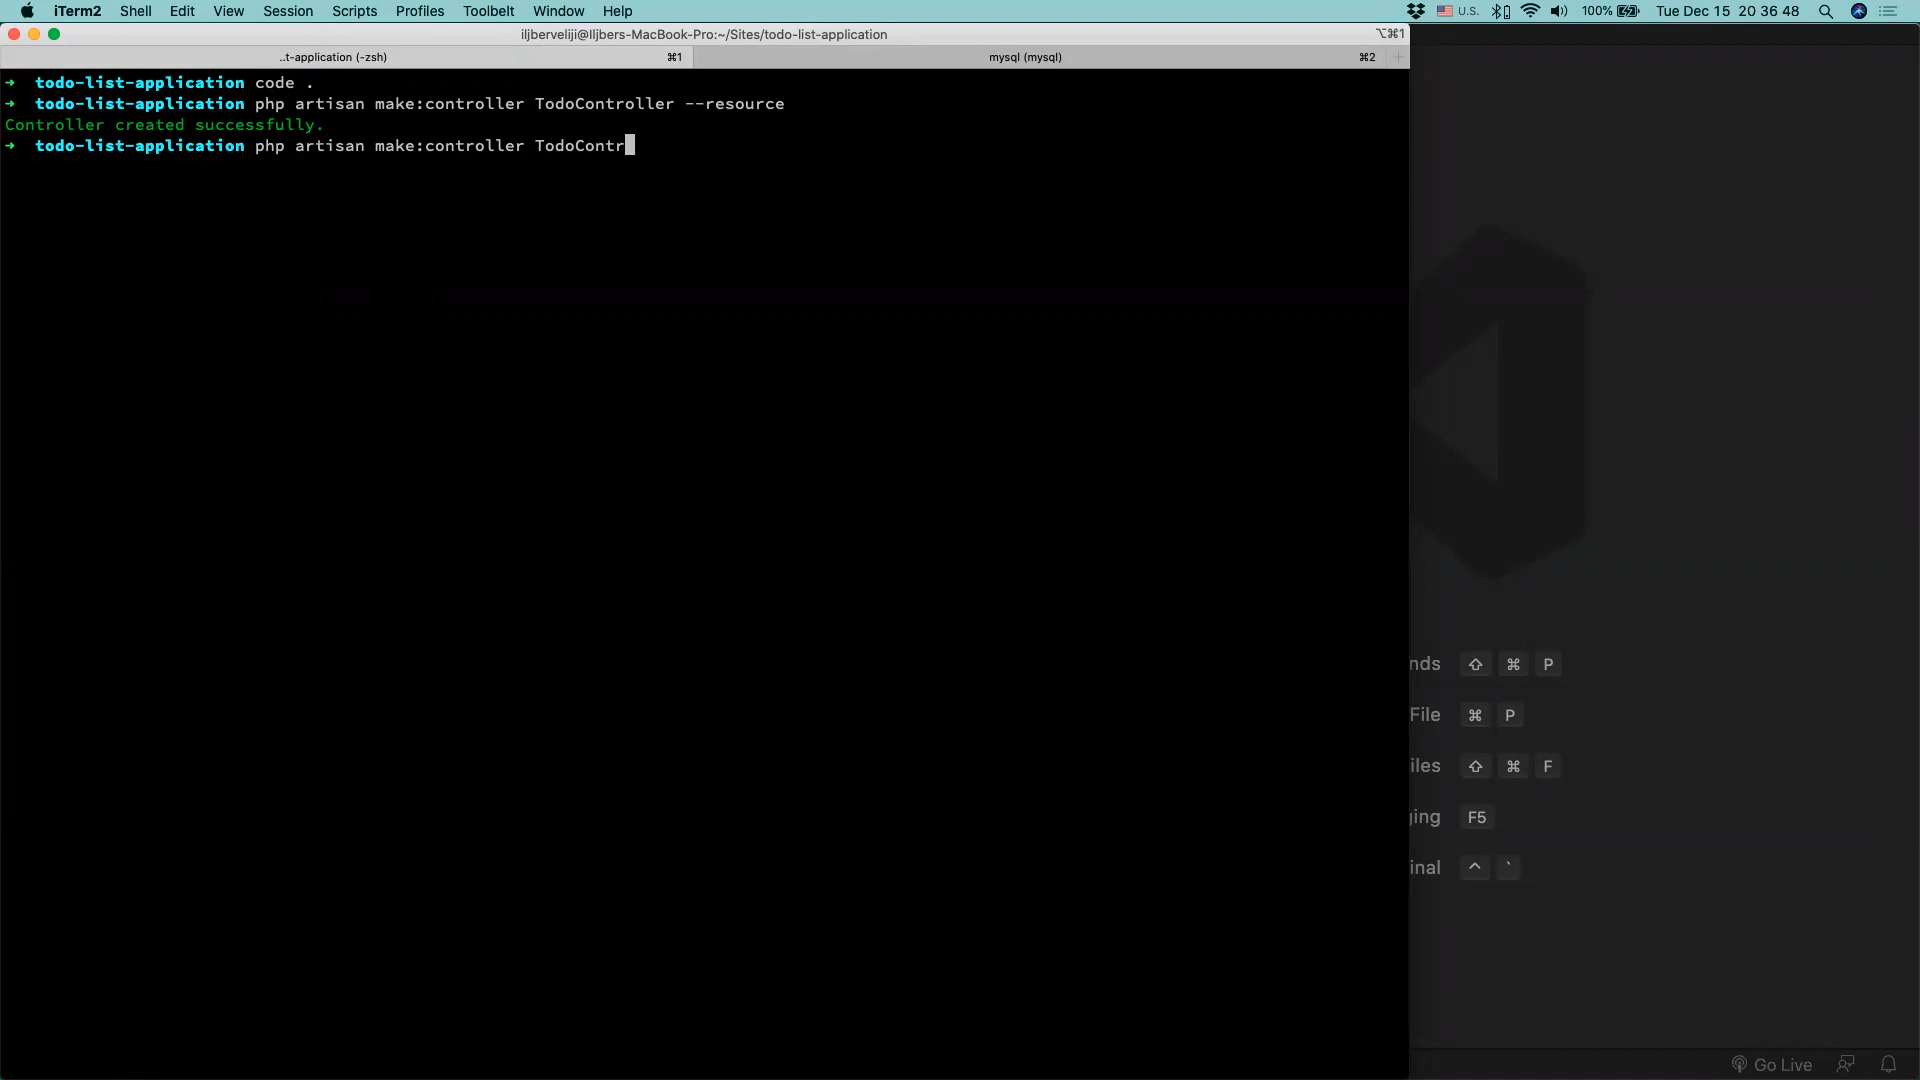 iTerm2 Shell Edit View Session Scripts Profiles Toolbelt Window Help U.S. 100% Tue Dec 15 20 36 48
iljberveliji@Iljbers-MacBook-Pro:~/Sites/todo-list-application ⌥⌘1
..t-application (-zsh) ⌘1 mysql (mysql) ⌘2 +
➜ todo-list-application code .
➜ todo-list-application php artisan make:controller TodoController --resource
Controller created successfully.
➜ todo-list-application php artisan make:controller TodoContr
nds ⇧ ⌘ P
File ⌘ P
iles ⇧ ⌘ F
ging F5
inal ^ `
Go Live